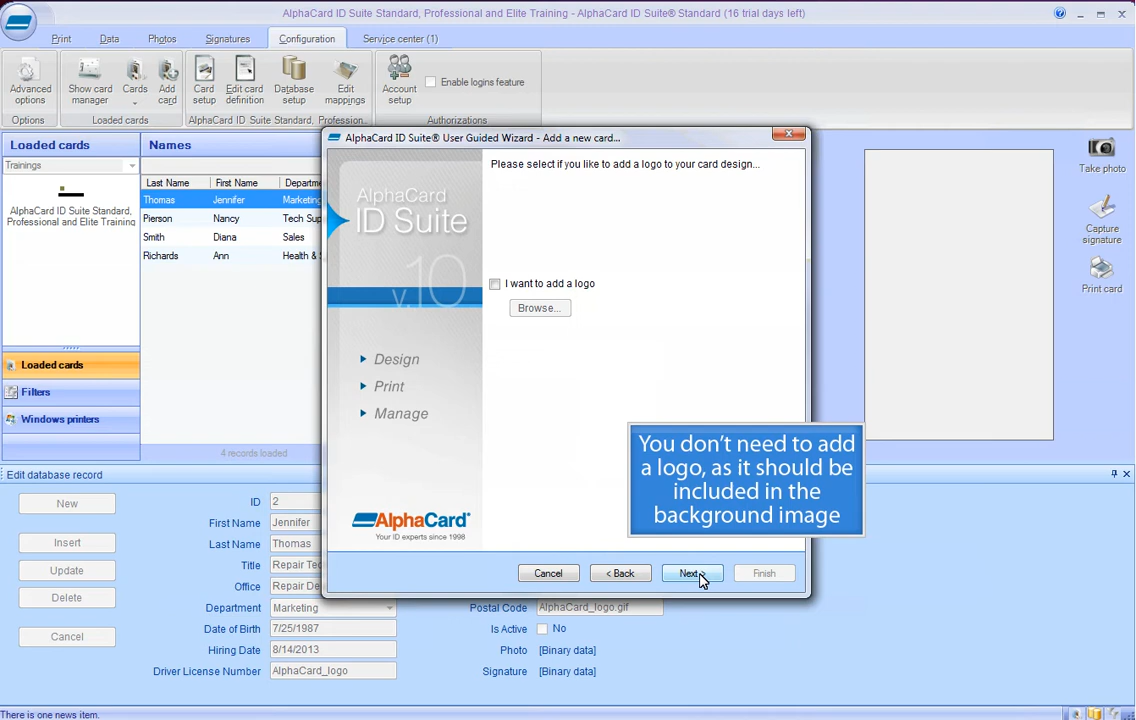 AlphaCard ID Suite Standard, Professional and Elite Training - AlphaCard ID Suite® Standard (16 trial days left)
Print
Data
Photos
Signatures
Configuration
Service center (1)
Advanced options
Show card manager
Cards
Add card
Card setup
Edit card definition
Database setup
Edit mappings
Account setup
Enable logins feature
Options
Loaded cards
AlphaCard ID Suite Standard, Profession...
Authorizations
Loaded cards
Trainings
AlphaCard ID Suite Standard,
Professional and Elite Training
Loaded cards
Filters
Windows printers
Names
Last Name First Name Departme
Thomas Jennifer Marketing
Pierson Nancy Tech Sup
Smith Diana Sales
Richards Ann Health &
4 records loaded
AlphaCard ID Suite® User Guided Wizard - Add a new card...
AlphaCard
ID Suite
v.10
Design
Print
Manage
AlphaCard®
Your ID experts since 1998
Please select if you like to add a logo to your card design...
I want to add a logo
Browse...
You don't need to add
a logo, as it should be
included in the
background image
Cancel
< Back
Next >
Finish
Take photo
Capture
signature
Print card
Edit database record
New
Insert
Update
Delete
Cancel
ID 2
First Name Jennifer
Last Name Thomas
Title Repair Tec
Office Repair De
Department Marketing
Date of Birth 7/25/1987
Hiring Date 8/14/2013
Driver License Number AlphaCard_logo
Postal Code AlphaCard_logo.gif
Is Active No
Photo [Binary data]
Signature [Binary data]
There is one news item.